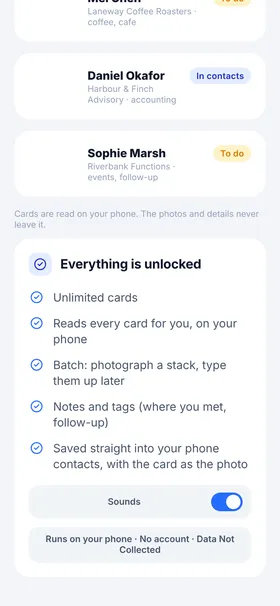 Laneway Coffee Roasters ·
coffee, cafe
Daniel Okafor
In contacts
Harbour & Finch
Advisory · accounting
Sophie Marsh
To do
Riverbank Functions ·
events, follow-up
Cards are read on your phone. The photos and details never
leave it.
Everything is unlocked
Unlimited cards
Reads every card for you, on your
phone
Batch: photograph a stack, type
them up later
Notes and tags (where you met,
follow-up)
Saved straight into your phone
contacts, with the card as the photo
Sounds
Runs on your phone · No account · Data Not
Collected